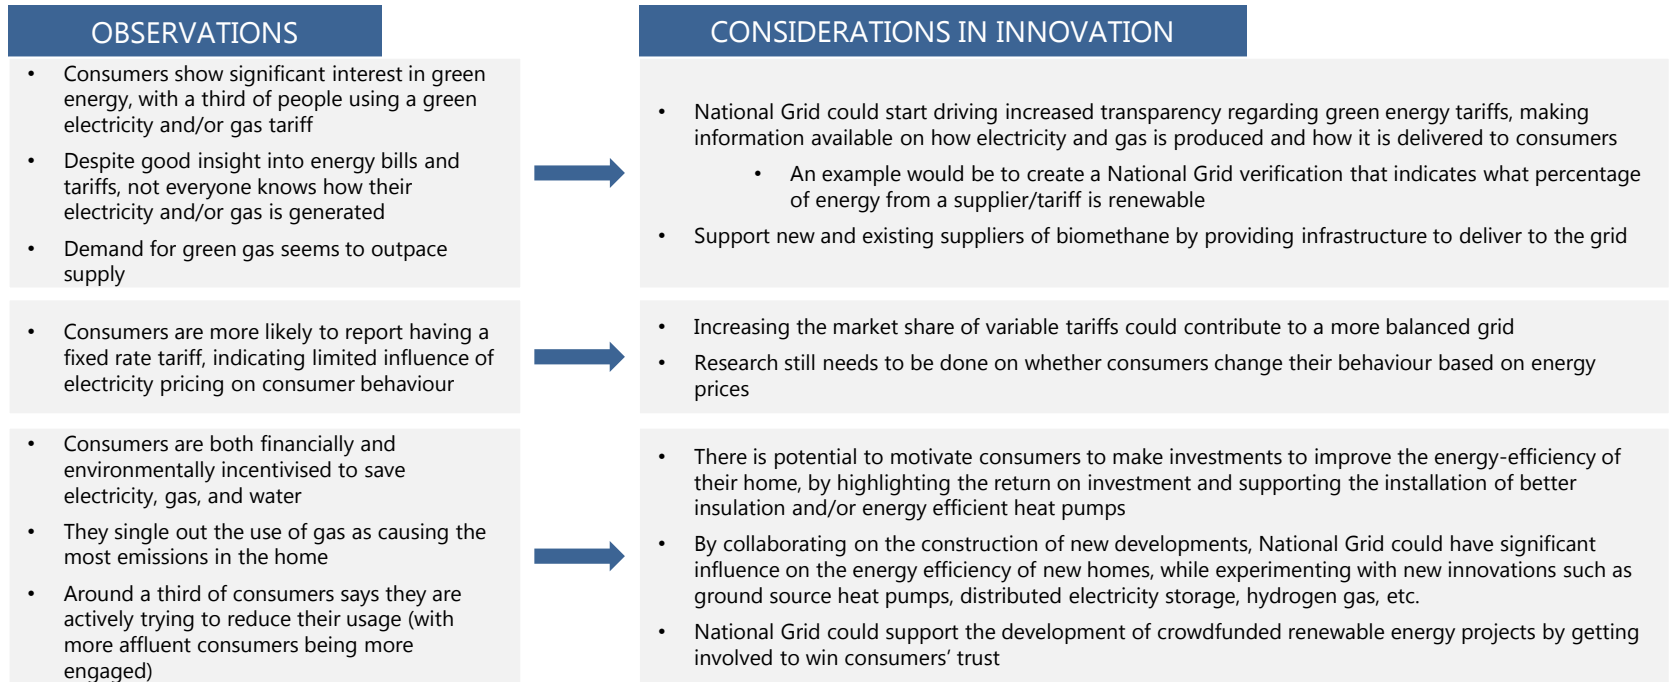 OBSERVATIONS
• Consumers show significant interest in green
energy, with a third of people using a green
electricity and/or gas tariff
• Despite good insight into energy bills and
tariffs, not everyone knows how their
electricity and/or gas is generated
• Demand for green gas seems to outpace
supply
• Consumers are more likely to report having a
fixed rate tariff, indicating limited influence of
electricity pricing on consumer behaviour
• Consumers are both financially and
environmentally incentivised to save
electricity, gas, and water
• They single out the use of gas as causing the
most emissions in the home
• Around a third of consumers says they are
actively trying to reduce their usage (with
more affluent consumers being more
engaged)
CONSIDERATIONS IN INNOVATION
• National Grid could start driving increased transparency regarding green energy tariffs, making
information available on how electricity and gas is produced and how it is delivered to consumers
• An example would be to create a National Grid verification that indicates what percentage
of energy from a supplier/tariff is renewable
• Support new and existing suppliers of biomethane by providing infrastructure to deliver to the grid
• Increasing the market share of variable tariffs could contribute to a more balanced grid
• Research still needs to be done on whether consumers change their behaviour based on energy
prices
• There is potential to motivate consumers to make investments to improve the energy-efficiency of
their home, by highlighting the return on investment and supporting the installation of better
insulation and/or energy efficient heat pumps
• By collaborating on the construction of new developments, National Grid could have significant
influence on the energy efficiency of new homes, while experimenting with new innovations such as
ground source heat pumps, distributed electricity storage, hydrogen gas, etc.
• National Grid could support the development of crowdfunded renewable energy projects by getting
involved to win consumers’ trust